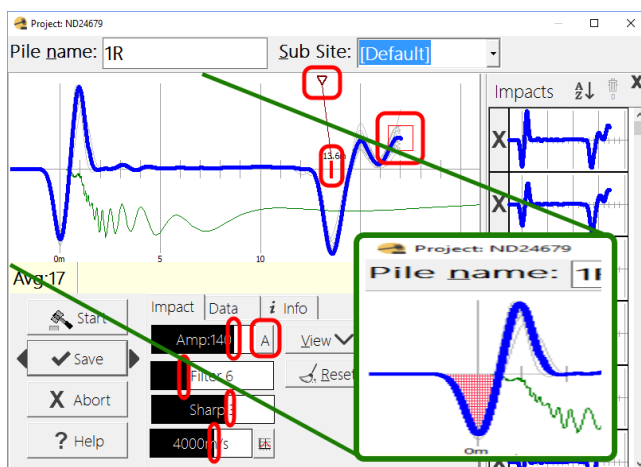 Project: ND24679
Pile name: 1R Sub Site: [Default]
Impacts A Z
13.6m
X
X
0m 5 10
Avg:17
Project: ND24679
Pile name: 1R
0m
Start
Save
X Abort
? Help
Impact Data i Info
Amp:140 A View
Filter 6 Reset
Sharp 3
4000m/s